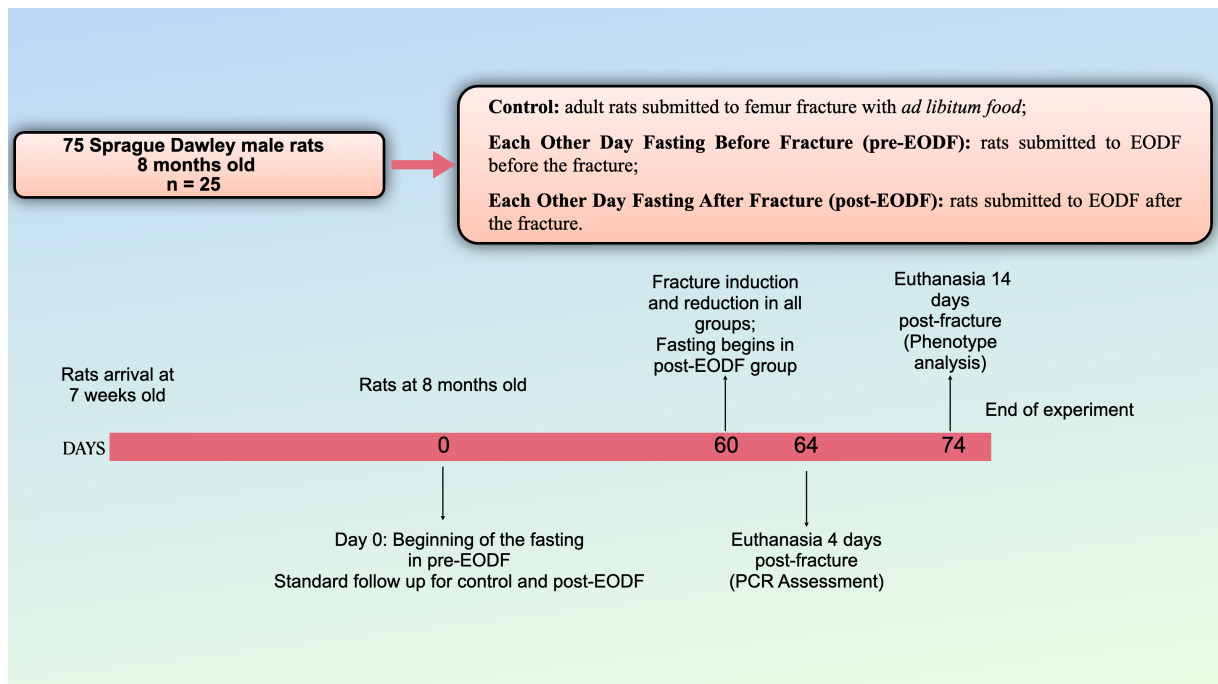 75 Sprague Dawley male rats
8 months old
n = 25
Control: adult rats submitted to femur fracture with ad libitum food;
Each Other Day Fasting Before Fracture (pre-EODF): rats submitted to EODF
before the fracture;
Each Other Day Fasting After Fracture (post-EODF): rats submitted to EODF after
the fracture.
Fracture induction
and reduction in all
groups;
Fasting begins in
post-EODF group
Euthanasia 14
days
post-fracture
(Phenotype
analysis)
Rats arrival at
7 weeks old
Rats at 8 months old
End of experiment
DAYS
0
60
64
74
Day 0: Beginning of the fasting
in pre-EODF
Standard follow up for control and post-EODF
Euthanasia 4 days
post-fracture
(PCR Assessment)